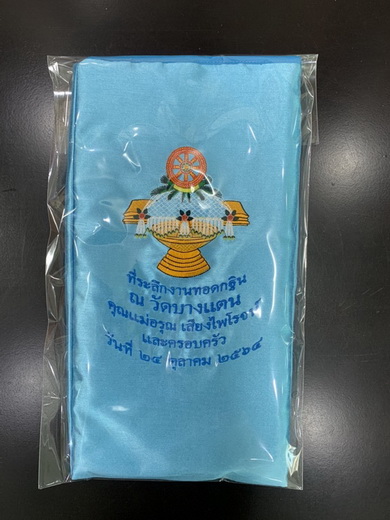 ที่ระลึกงานทอดกฐิน
ณ วัดบางแตน
คุณแม่อรุณ เสียงไพโรจน์
และครอบครัว
วันที่ ๒๔ ตุลาคม ๒๕๖๔